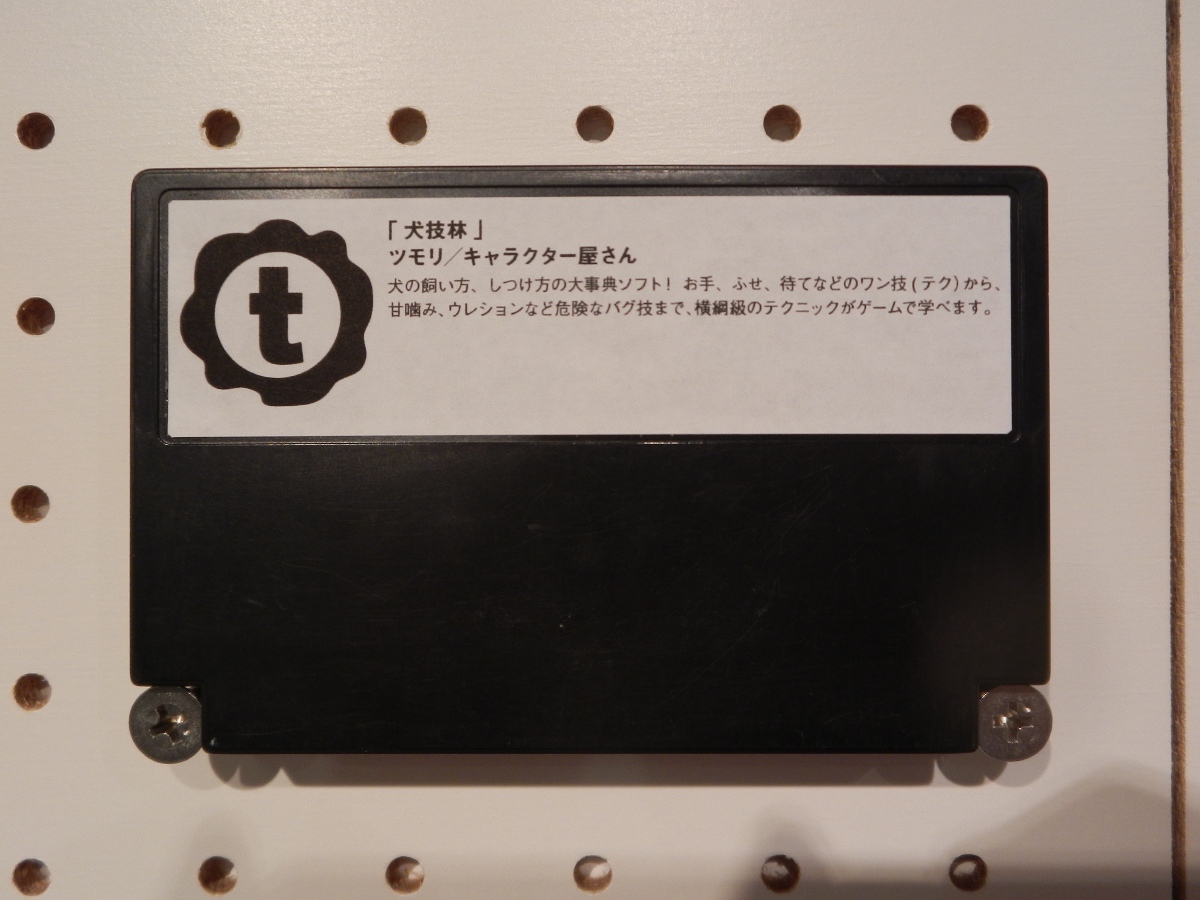 t
「犬技林」
ツモリ／キャラクター屋さん
犬の飼い方、しつけ方の大事典ソフト! お手、ふせ、待てなどのワン技(テク)から、
甘噛み、ウレションなど危険なバグ技まで、横綱級のテクニックがゲームで学べます。